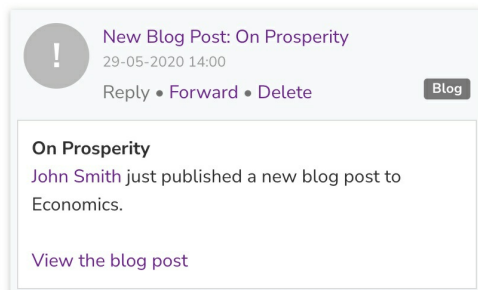 !
New Blog Post: On Prosperity
29-05-2020 14:00
Reply • Forward • Delete
Blog
On Prosperity
John Smith just published a new blog post to
Economics.
View the blog post